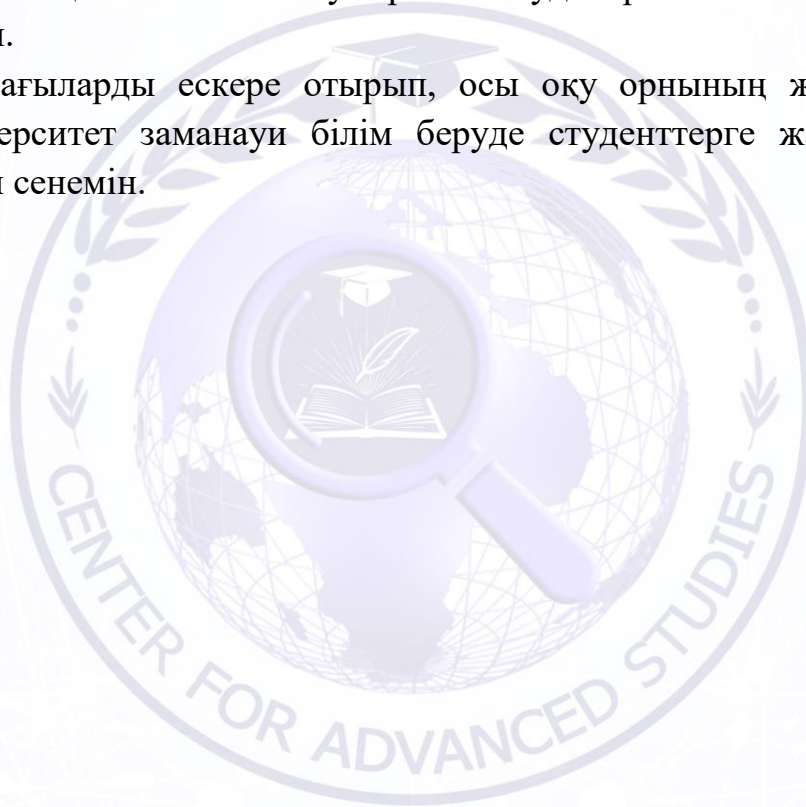 ағыларды ескере отырып, осы оқу орнының ж
ерситет заманауи білім беруде студенттерге ж
сенемін.
CENTER FOR ADVANCED STUDIES